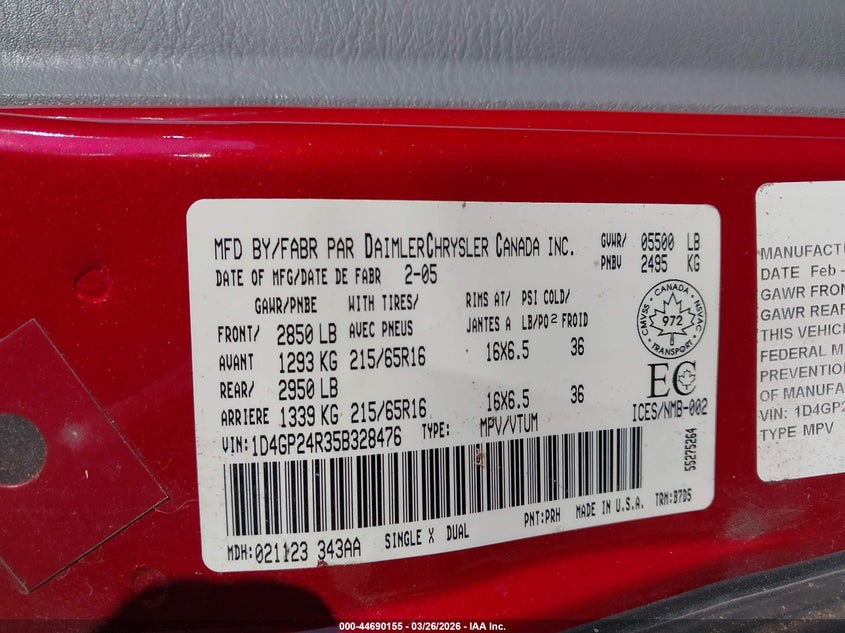 MFD BY/FABR PAR DAIMLERCHRYSLER CANADA INC.
GVWR/ 05500 LB
PNBV 2495 KG
DATE OF MFG/DATE DE FABR 2-05
GAWR/PNBE WITH TIRES/ RIMS AT/ PSI COLD/
FRONT/ 2850 LB AVEC PNEUS JANTES A LB/PO2 FROID
AVANT 1293 KG 215/65R16 16X6.5 36
REAR/ 2950 LB
ARRIERE 1339 KG 215/65R16 16X6.5 36
CANADA
CMVSS NSVAC
972
TRANSPORT
EC
ICES/NMB-002
VIN: 1D4GP24R35B328476 TYPE: MPV/VTUM
55275264
MDH: 021123 343AA SINGLE X DUAL PNT: PRH MADE IN U.S.A. TRM: B7D5
MANUFACT
DATE Feb
GAWR FRON
GAWR REAR
THIS VEHIC
FEDERAL M
PREVENTION
OF MANUFA
VIN: 1D4GP2
TYPE MPV
000-44690155 - 03/26/2026 - IAA Inc.